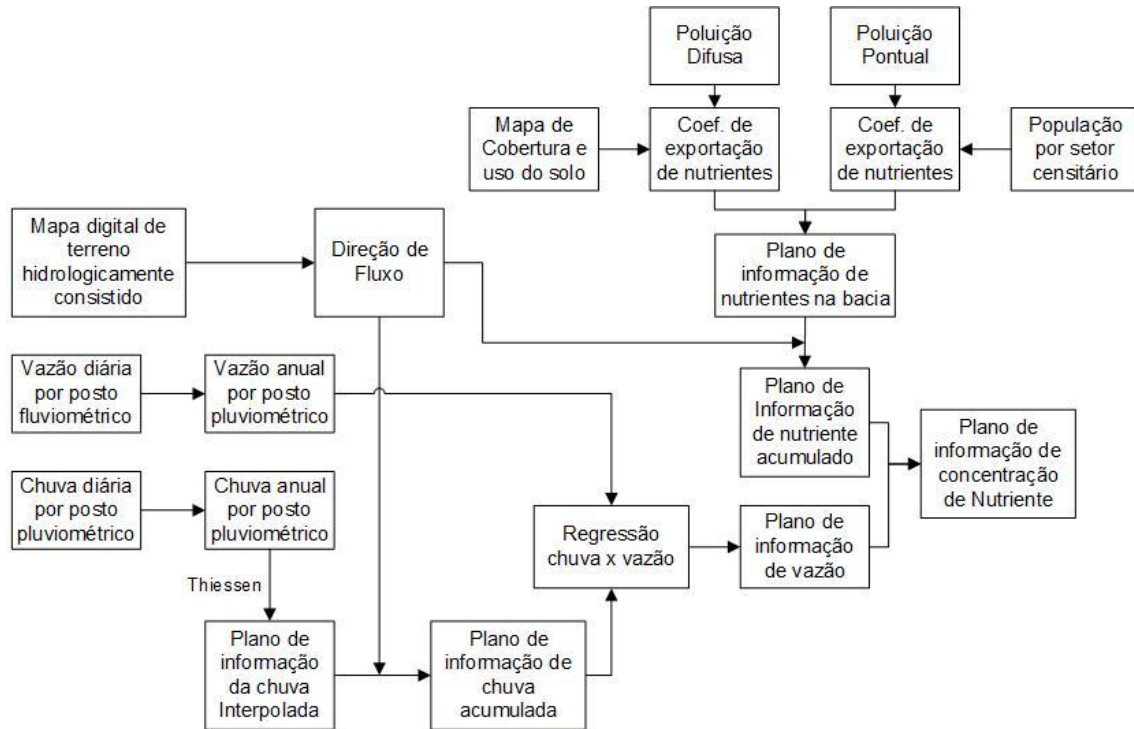 Poluição
Difusa
Poluição
Pontual
Mapa de
Cobertura e
uso do solo
Coef. de
exportação
de nutrientes
Coef. de
exportação
de nutrientes
População
por setor
censitário
Mapa digital de
terreno
hidrologicamente
consistido
Direção de
Fluxo
Plano de
informação de
nutrientes na bacia
Vazão diária
por posto
fluviométrico
Vazão anual
por posto
pluviométrico
Plano de
Informação
de nutriente
acumulado
Plano de
informação de
concentração
de Nutriente
Chuva diária
por posto
pluviométrico
Chuva anual
por posto
pluviométrico
Regressão
chuva x vazão
Plano de
informação
de vazão
Thiessen
Plano de
informação
da chuva
Interpolada
Plano de
informação de
chuva
acumulada